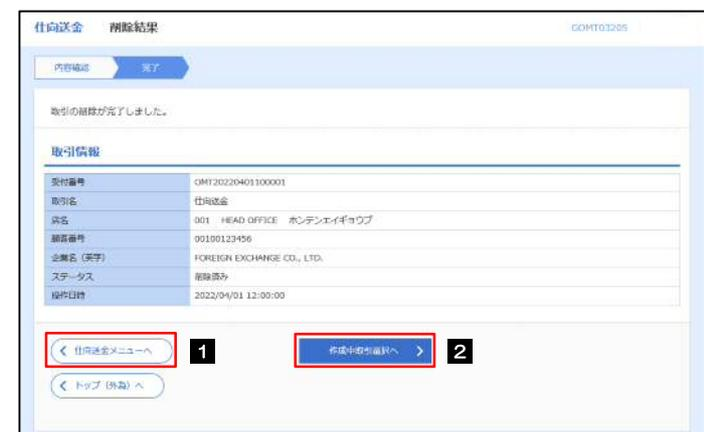 仕向送金 削除結果 GOMT03205
内容確認 完了
取引の削除が完了しました。
取引情報
受付番号 OMT20220401100001
取引名 仕向送金
店名 001 HEAD OFFICE ホンテンエイギョウブ
顧客番号 00100123456
企業名（英字） FOREIGN EXCHANGE CO., LTD.
ステータス 削除済み
操作日時 2022/04/01 12:00:00
仕向送金メニューへ 1 作成中取引選択へ 2
トップ（外為）へ